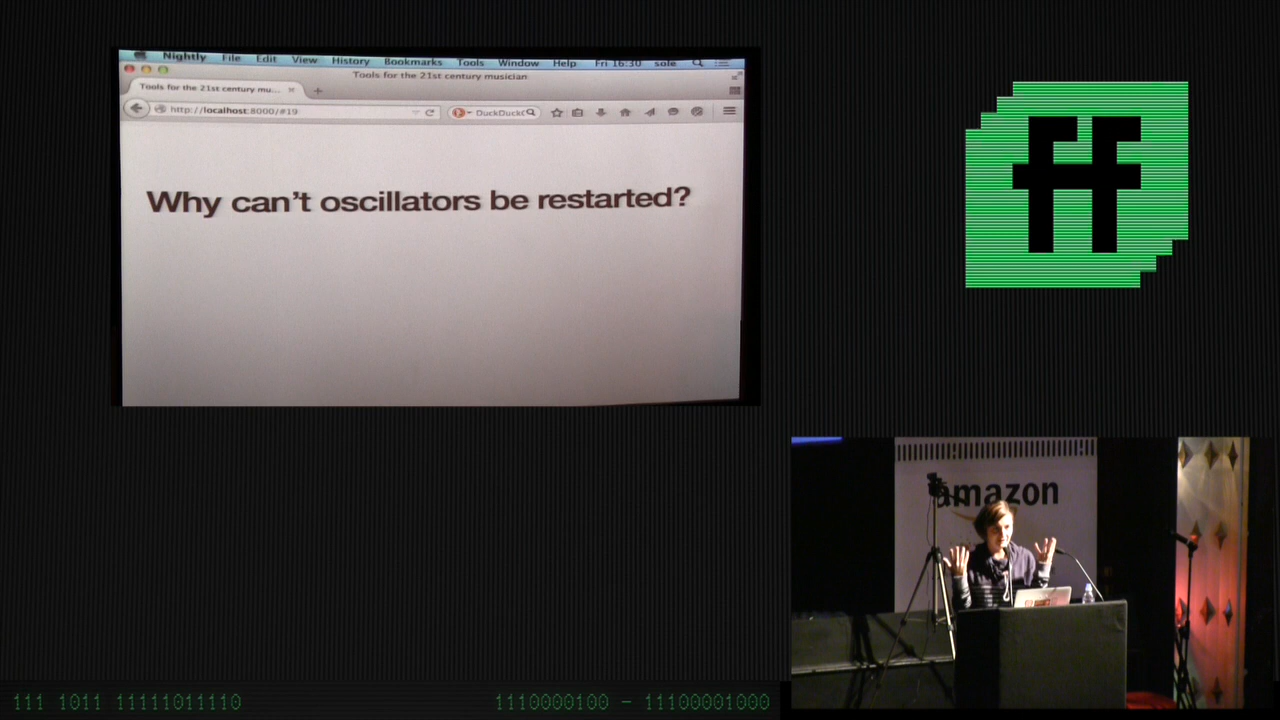 Nightly File Edit View History Bookmarks Tools Window Help Fri 16:30 sole
Tools for the 21st century musician
Tools for the 21st century mu...
http://localhost:8000/#19
DuckDuck
Why can't oscillators be restarted?
ff
amazon
111 1011 11111011110
1110000100 - 11100001000